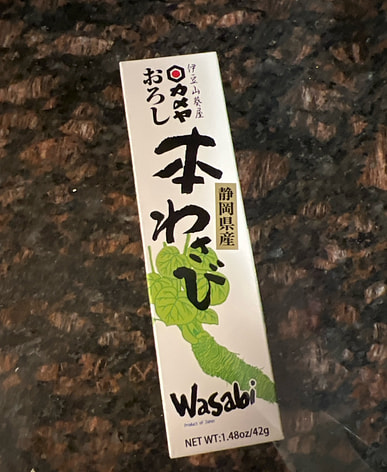 伊豆山葵屋
カメヤ
おろし
本わさび
静岡県産
Wasabi
Product of Japan
NET WT:1.48oz/42g